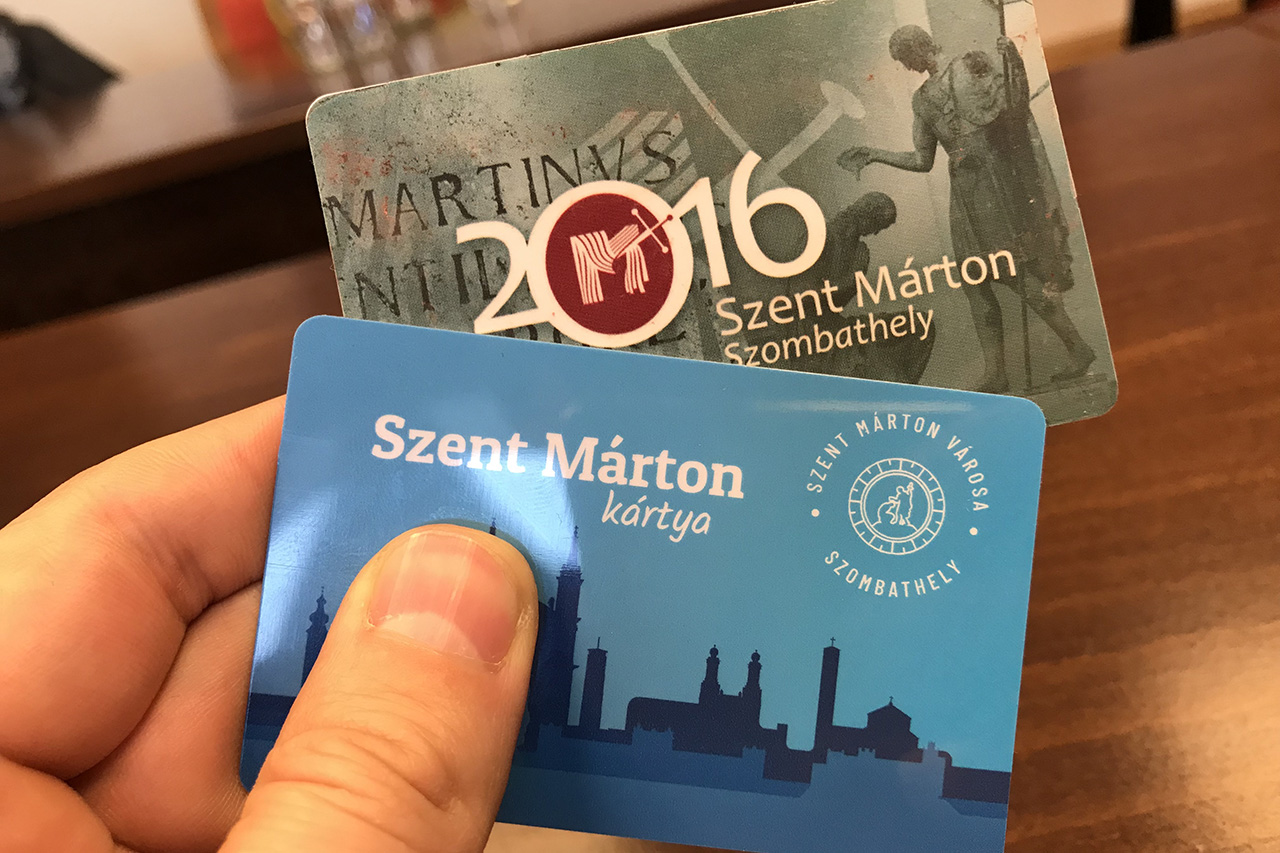 MARTINVS
2016
Szent Márton
Szombathely
Szent Márton
kártya
SZENT MÁRTON VÁROSA
SZOMBATHELY